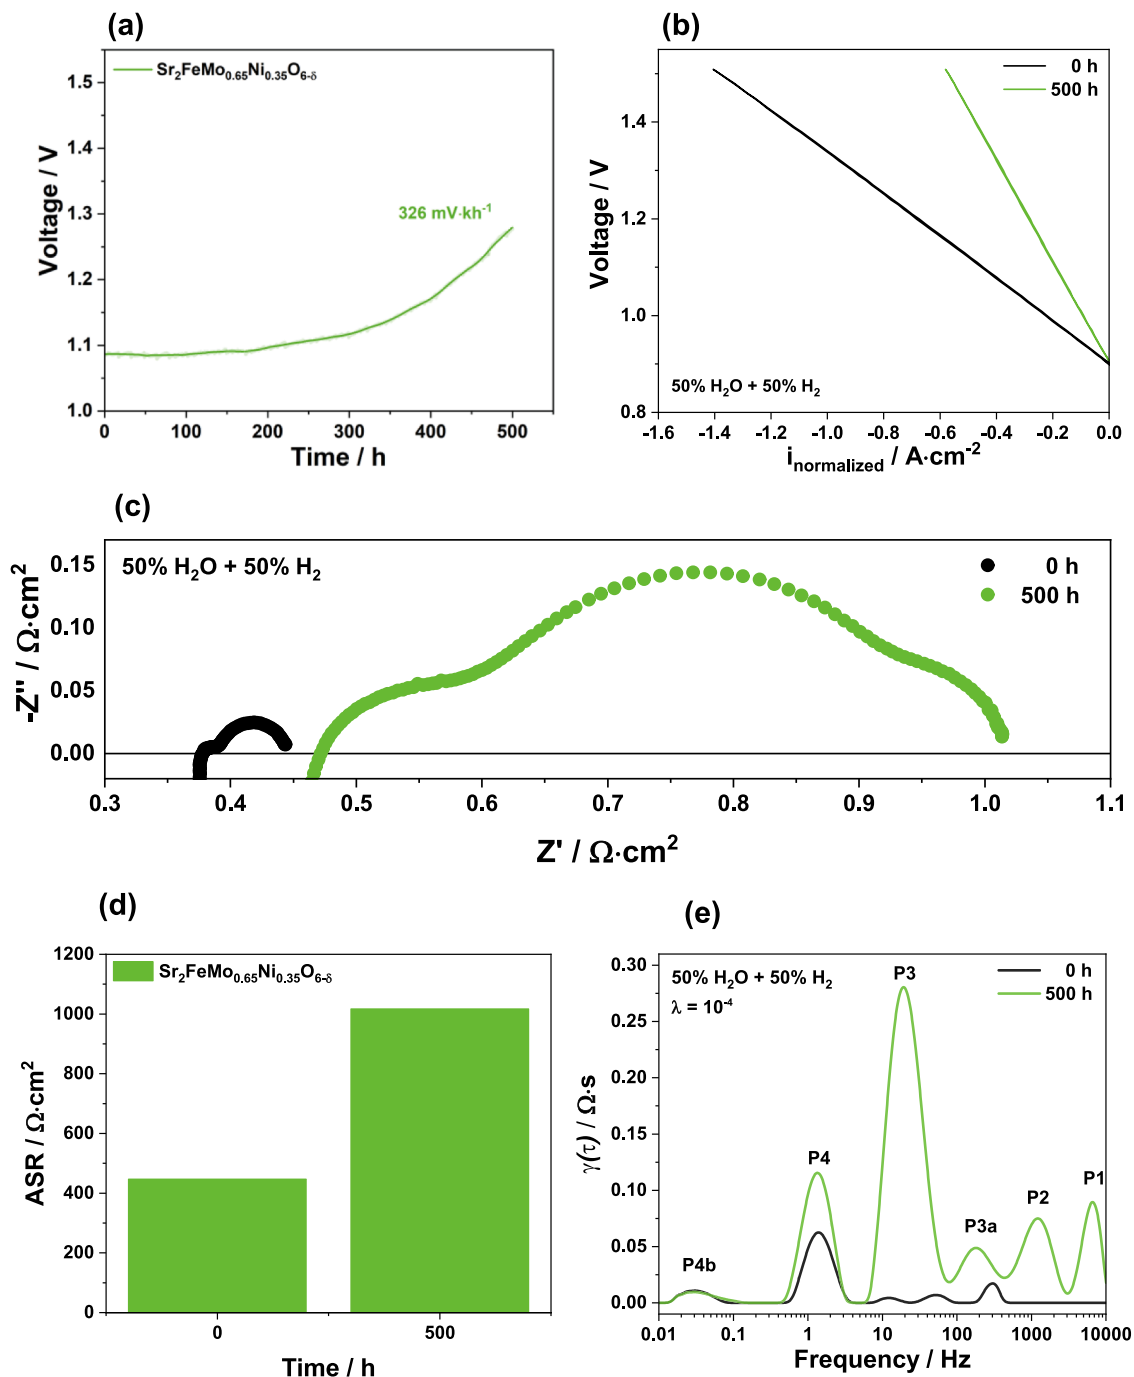 (a)
Sr₂FeMo₀.₆₅Ni₀.₃₅O₆₋δ
326 mV·kh⁻¹
Voltage / V
1.5
1.4
1.3
1.2
1.1
1.0
0 100 200 300 400 500
Time / h
(b)
0 h
500 h
Voltage / V
1.4
1.2
1.0
0.8
50% H₂O + 50% H₂
-1.6 -1.4 -1.2 -1.0 -0.8 -0.6 -0.4 -0.2 0.0
i_normalized / A·cm⁻²
(c)
50% H₂O + 50% H₂
0 h
500 h
-Z'' / Ω·cm²
0.15
0.10
0.05
0.00
0.3 0.4 0.5 0.6 0.7 0.8 0.9 1.0 1.1
Z' / Ω·cm²
(d)
Sr₂FeMo₀.₆₅Ni₀.₃₅O₆₋δ
ASR / Ω·cm²
1200
1000
800
600
400
200
0
0 500
Time / h
(e)
50% H₂O + 50% H₂
λ = 10⁻⁴
0 h
500 h
γ(τ) / Ω·s
0.30
0.25
0.20
0.15
0.10
0.05
0.00
P4b
P4
P3
P3a
P2
P1
0.01 0.1 1 10 100 1000 10000
Frequency / Hz